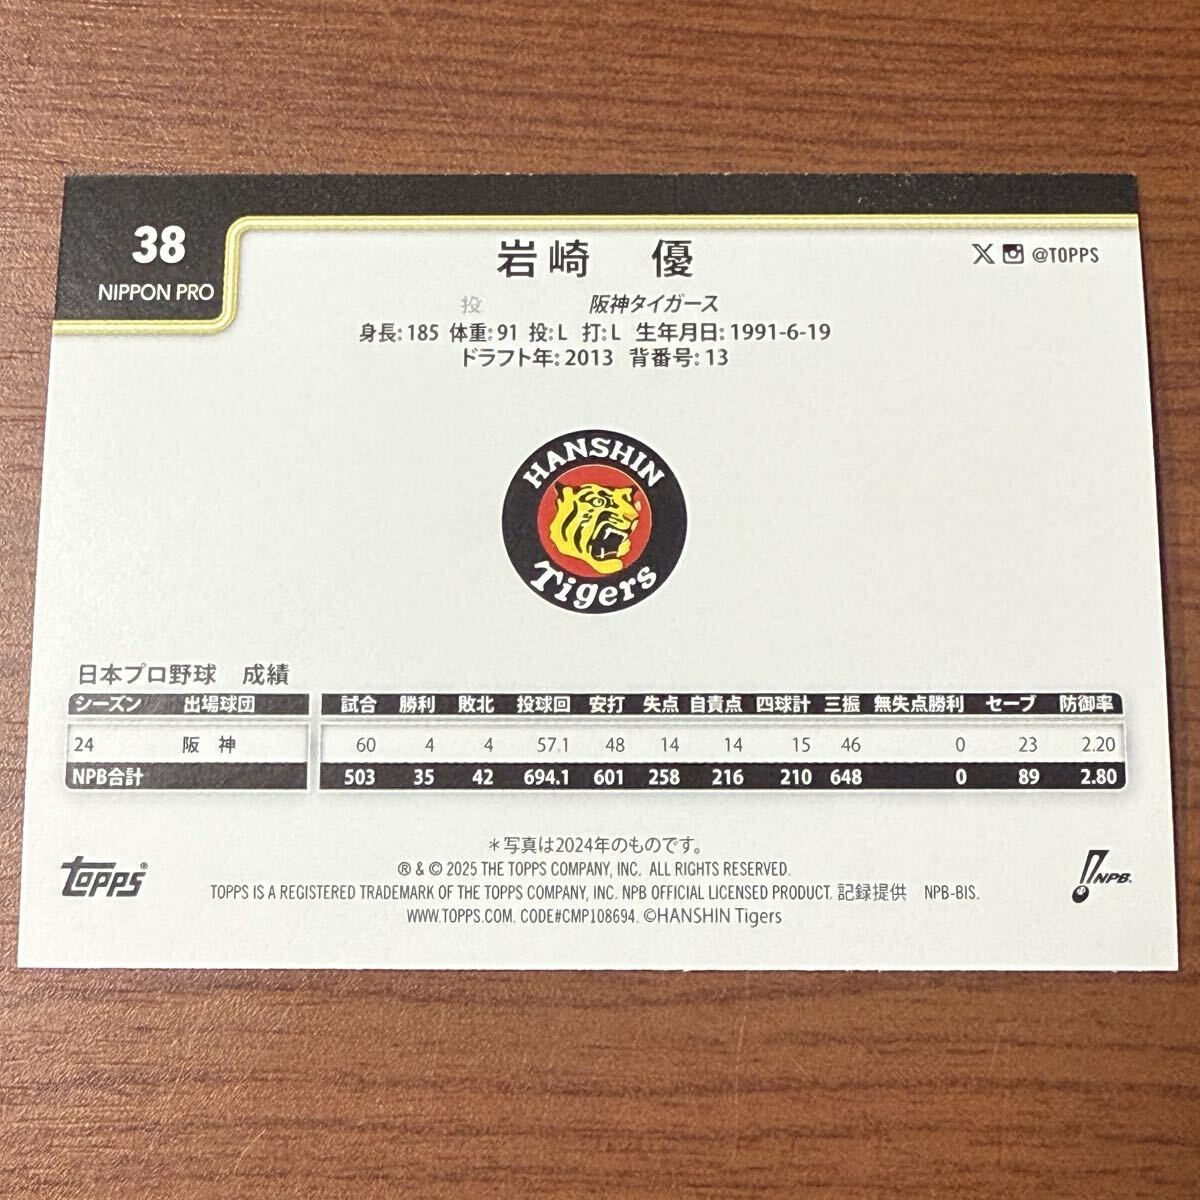 38
NIPPON PRO
岩崎　優
@TOPPS
投　阪神タイガース
身長: 185 体重: 91 投: L 打: L 生年月日: 1991-6-19
ドラフト年: 2013 背番号: 13
HANSHIN
Tigers
日本プロ野球　成績
シーズン 出場球団 試合 勝利 敗北 投球回 安打 失点 自責点 四球計 三振 無失点勝利 セーブ 防御率
24 阪神 60 4 4 57.1 48 14 14 15 46 0 23 2.20
NPB合計 503 35 42 694.1 601 258 216 210 648 0 89 2.80
＊写真は2024年のものです。
® & © 2025 THE TOPPS COMPANY, INC. ALL RIGHTS RESERVED.
TOPPS IS A REGISTERED TRADEMARK OF THE TOPPS COMPANY, INC. NPB OFFICIAL LICENSED PRODUCT. 記録提供　NPB-BIS.
WWW.TOPPS.COM. CODE#CMP108694. ©HANSHIN Tigers
Topps®
NPB.